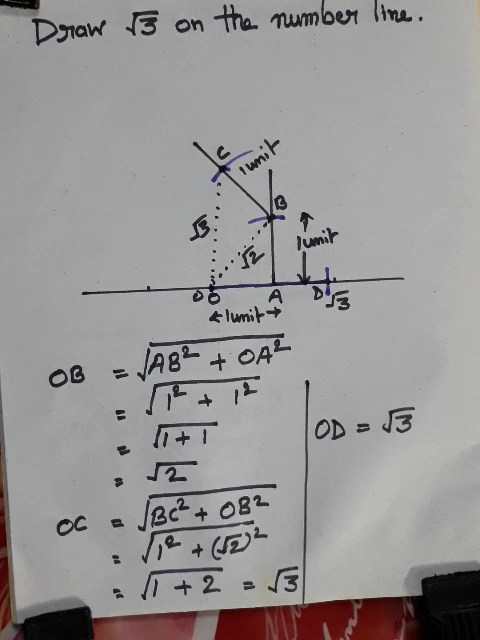 Draw √3 on the number line.
C
1unit
B
√3
√2
1unit
O A D √3
1unit
OB = √AB² + OA²
= √1² + 1²
= √1 + 1
= √2
OD = √3
OC = √BC² + OB²
= √1² + (√2)²
= √1 + 2 = √3